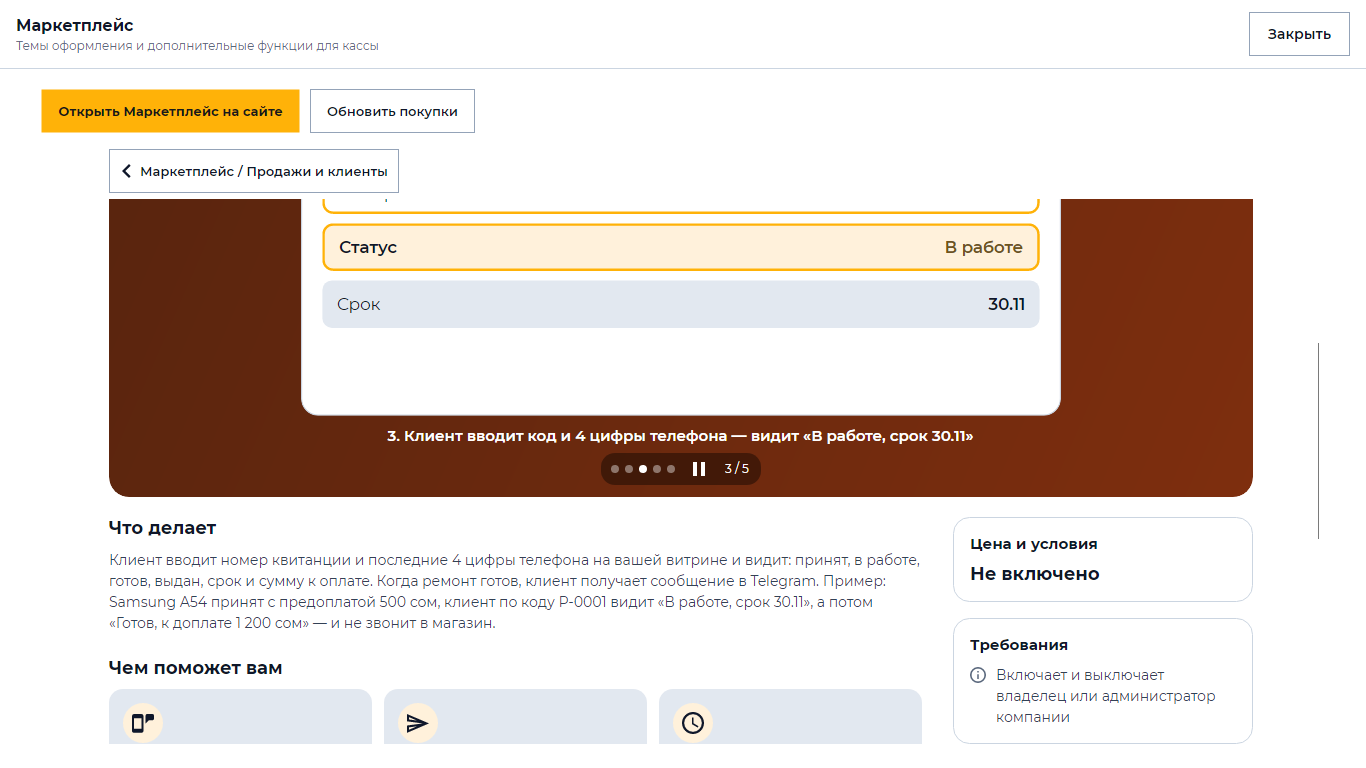 Маркетплейс
Темы оформления и дополнительные функции для кассы
Закрыть
Открыть Маркетплейс на сайте
Обновить покупки
Маркетплейс / Продажи и клиенты
Статус
В работе
Срок
30.11
3. Клиент вводит код и 4 цифры телефона — видит «В работе, срок 30.11»
3 / 5
Что делает
Клиент вводит номер квитанции и последние 4 цифры телефона на вашей витрине и видит: принят, в работе,
готов, выдан, срок и сумму к оплате. Когда ремонт готов, клиент получает сообщение в Telegram. Пример:
Samsung A54 принят с предоплатой 500 сом, клиент по коду P-0001 видит «В работе, срок 30.11», а потом
«Готов, к доплате 1 200 сом» — и не звонит в магазин.
Чем поможет вам
Цена и условия
Не включено
Требования
Включает и выключает
владелец или администратор
компании